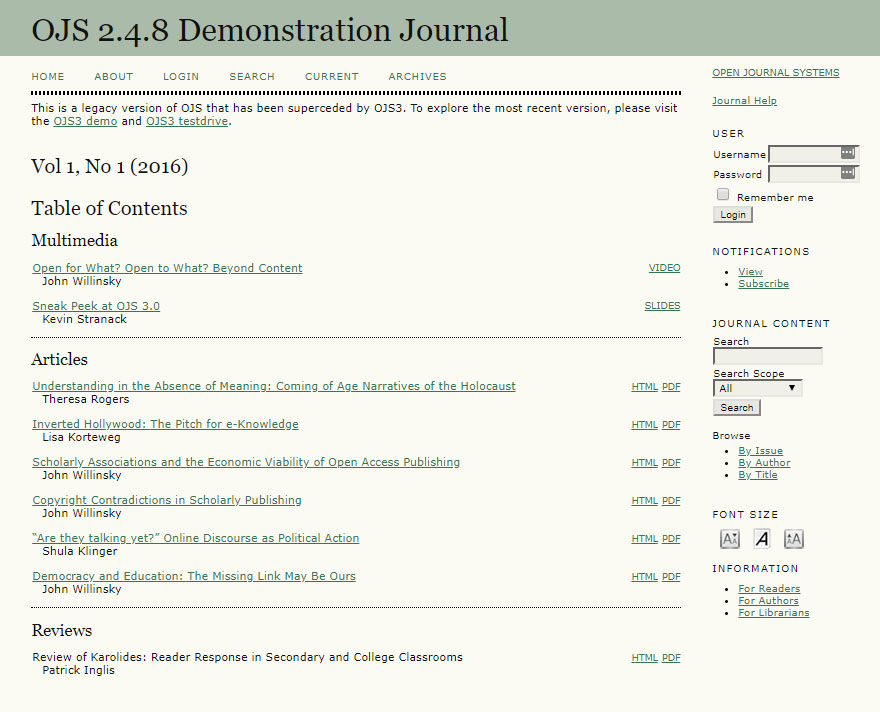 OJS 2.4.8 Demonstration Journal
HOME ABOUT LOGIN SEARCH CURRENT ARCHIVES
This is a legacy version of OJS that has been superceded by OJS3. To explore the most recent version, please visit
the OJS3 demo and OJS3 testdrive.
Vol 1, No 1 (2016)
Table of Contents
Multimedia
Open for What? Open to What? Beyond Content VIDEO
John Willinsky
Sneak Peek at OJS 3.0 SLIDES
Kevin Stranack
Articles
Understanding in the Absence of Meaning: Coming of Age Narratives of the Holocaust HTML PDF
Theresa Rogers
Inverted Hollywood: The Pitch for e-Knowledge HTML PDF
Lisa Korteweg
Scholarly Associations and the Economic Viability of Open Access Publishing HTML PDF
John Willinsky
Copyright Contradictions in Scholarly Publishing HTML PDF
John Willinsky
“Are they talking yet?” Online Discourse as Political Action HTML PDF
Shula Klinger
Democracy and Education: The Missing Link May Be Ours HTML PDF
John Willinsky
Reviews
Review of Karolides: Reader Response in Secondary and College Classrooms HTML PDF
Patrick Inglis
OPEN JOURNAL SYSTEMS
Journal Help
USER
Username
Password
Remember me
Login
NOTIFICATIONS
View
Subscribe
JOURNAL CONTENT
Search
Search Scope
All
Search
Browse
By Issue
By Author
By Title
FONT SIZE
A A A A A
INFORMATION
For Readers
For Authors
For Librarians